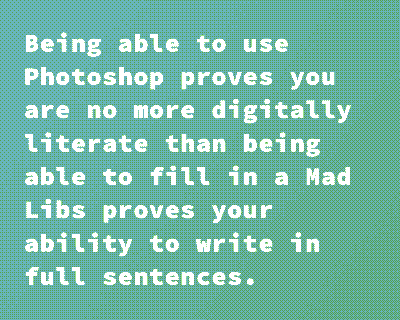 Being able to use
Photoshop proves you
are no more digitally
literate than being
able to fill in a Mad
Libs proves your
ability to write in
full sentences.